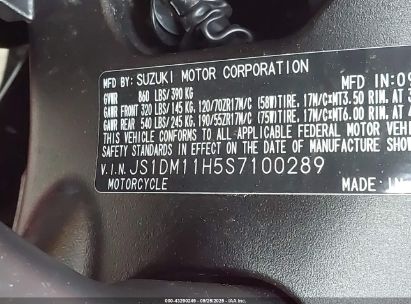 MFD.BY: SUZUKI MOTOR CORPORATION MFD.IN:09
GVWR 860 LBS/390 KG
GAWR FRONT 320 LBS/145 KG. 120/70ZR17M/C (58W)TIRE, 17M/C×MT3.50 RIM. AT
GAWR REAR 540 LBS/245 KG. 190/55ZR17M/C (75W)TIRE, 17M/C×MT6.00 RIM. AT
THIS VEHICLE CONFORMS TO ALL APPLICABLE FEDERAL MOTOR VEHICLE
SAFETY STANDARDS IN EFFECT ON THE DATE OF MANUFACTURE
V.I.N. JS1DM11H5S7100289
MOTORCYCLE MADE IN